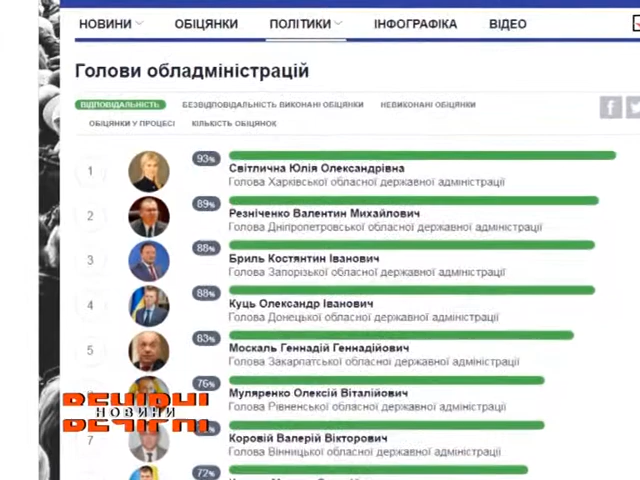 НОВИНИ ОБІЦЯНКИ ПОЛІТИКИ ІНФОГРАФІКА ВІДЕО
Голови обладміністрацій
ВІДПОВІДАЛЬНІСТЬ БЕЗВІДПОВІДАЛЬНІСТЬ ВИКОНАНІ ОБІЦЯНКИ НЕВИКОНАНІ ОБІЦЯНКИ
ОБІЦЯНКИ У ПРОЦЕСІ КІЛЬКІСТЬ ОБІЦЯНОК
1 93%
Світлична Юлія Олександрівна
Голова Харківської обласної державної адміністрації
2 89%
Резніченко Валентин Михайлович
Голова Дніпропетровської обласної державної адміністрації
3 88%
Бриль Костянтин Іванович
Голова Запорізької обласної державної адміністрації
4 88%
Куць Олександр Іванович
Голова Донецької обласної державної адміністрації
5 83%
Москаль Геннадій Геннадійович
Голова Закарпатської обласної державної адміністрації
76%
Муляренко Олексій Віталійович
Голова Рівненської обласної державної адміністрації
ВЕЧІРНІ
НОВИНИ
7
Коровій Валерій Вікторович
Голова Вінницької обласної державної адміністрації
72%